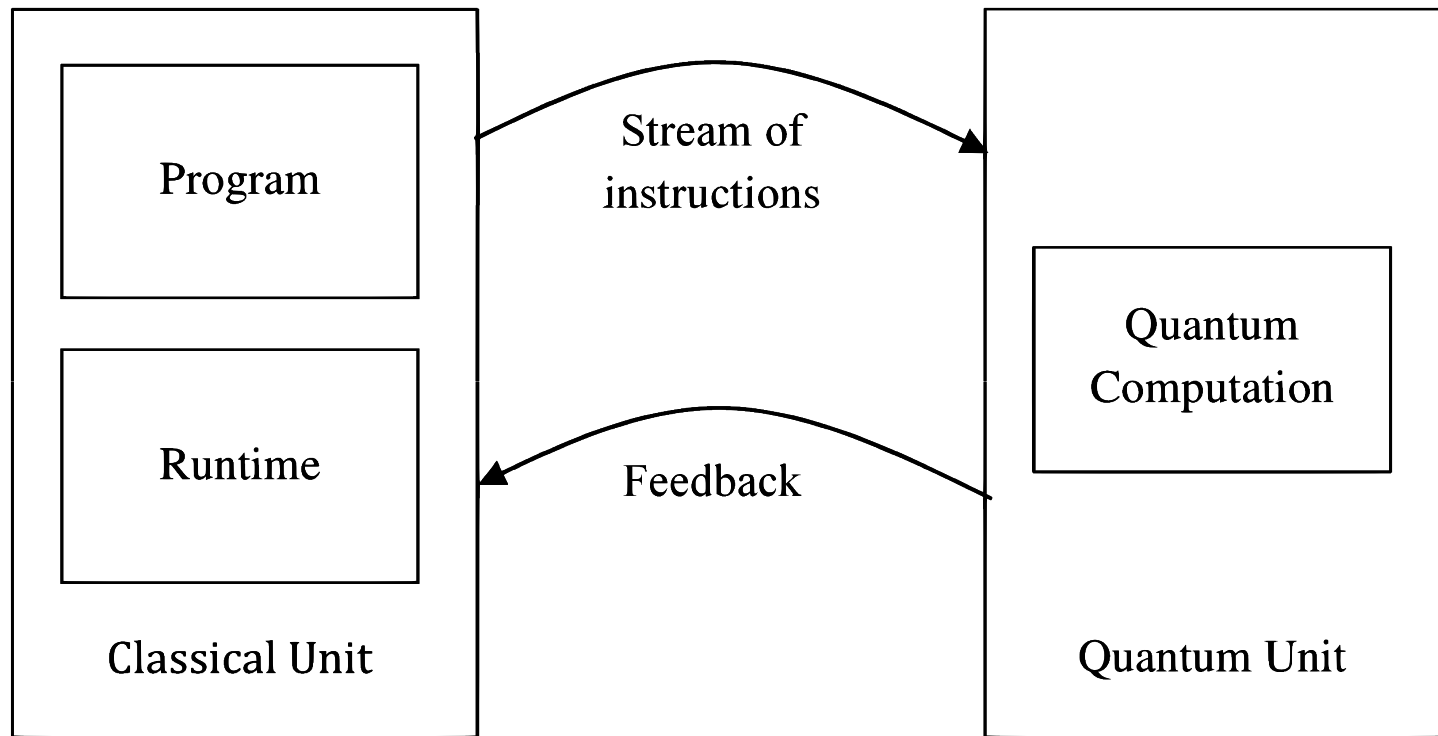 Program
Runtime
Classical Unit
Stream of
instructions
Feedback
Quantum
Computation
Quantum Unit